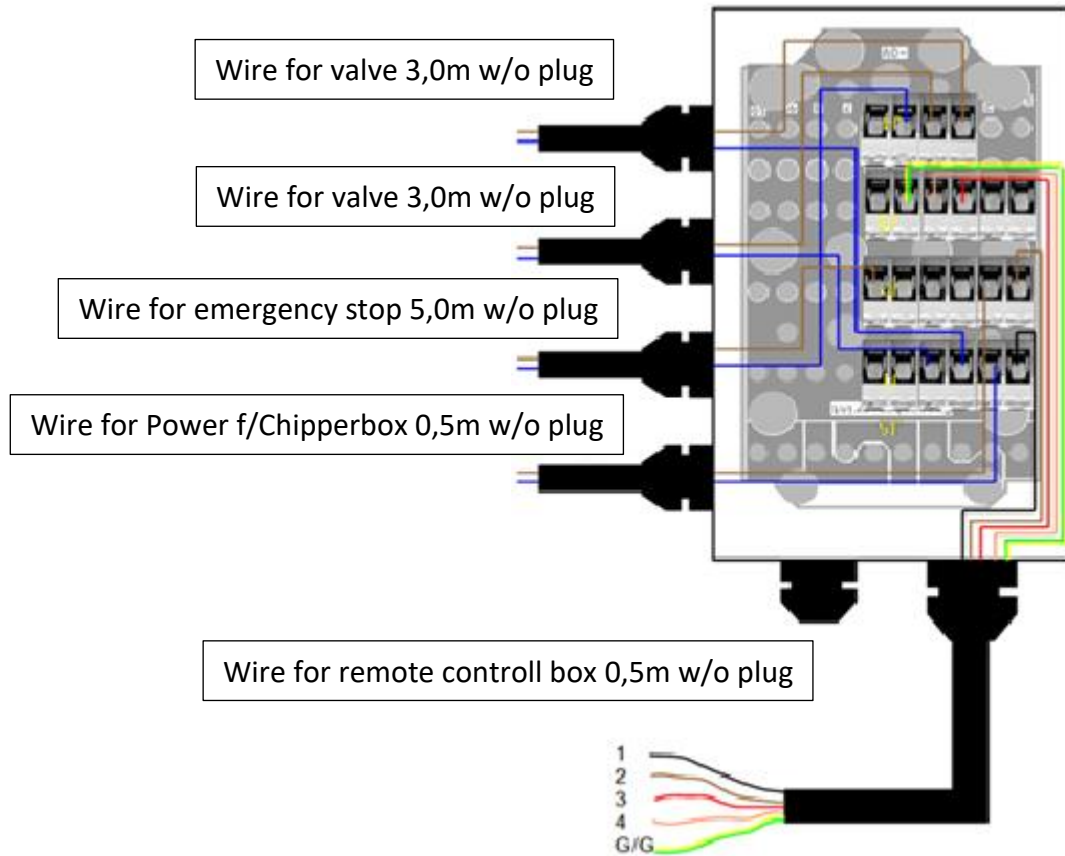 Wire for valve 3,0m w/o plug
Wire for valve 3,0m w/o plug
Wire for emergency stop 5,0m w/o plug
Wire for Power f/Chipperbox 0,5m w/o plug
Wire for remote controll box 0,5m w/o plug
1
2
3
4
G/G